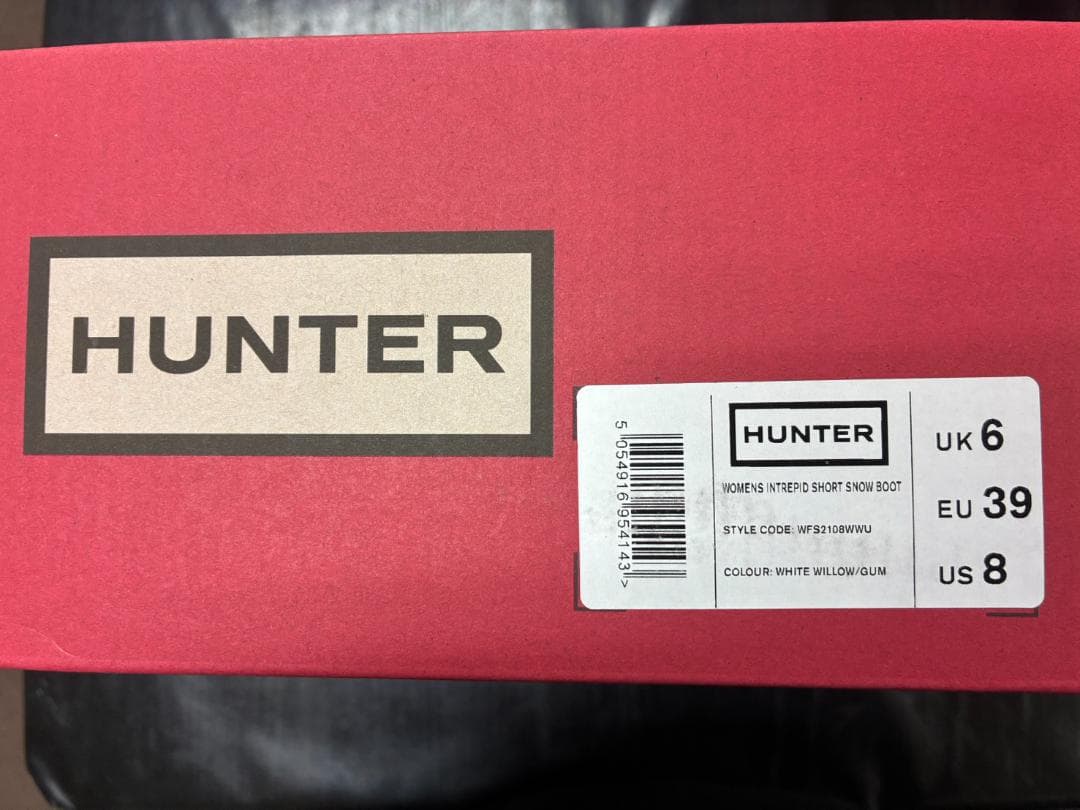 HUNTER
5 054916 954143 >
HUNTER
WOMENS INTREPID SHORT SNOW BOOT
STYLE CODE: WFS2108WWU
COLOUR: WHITE WILLOW/GUM
UK 6
EU 39
US 8